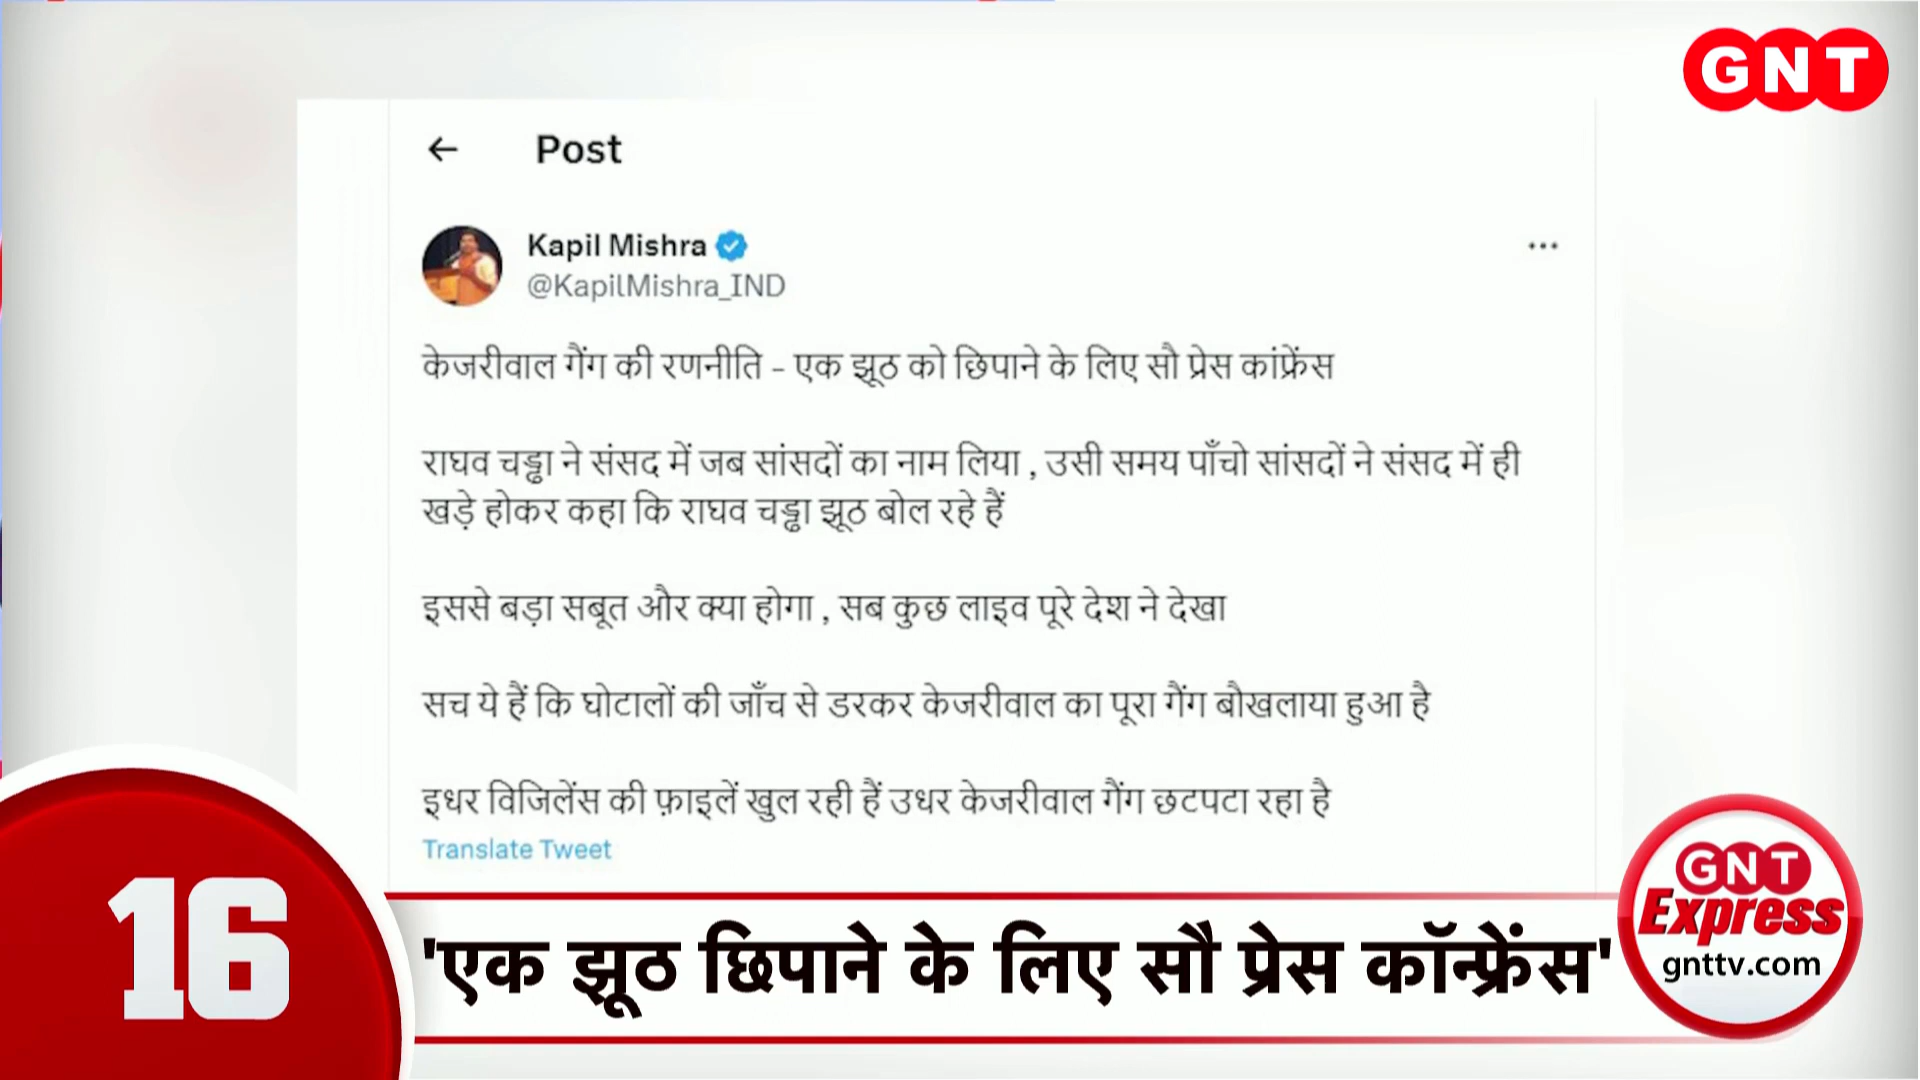 GNT
← Post
Kapil Mishra
@KapilMishra_IND
...
केजरीवाल गैंग की रणनीति - एक झूठ को छिपाने के लिए सौ प्रेस कांफ्रेंस
राघव चड्ढा ने संसद में जब सांसदों का नाम लिया , उसी समय पाँचो सांसदों ने संसद में ही
खड़े होकर कहा कि राघव चड्ढा झूठ बोल रहे हैं
इससे बड़ा सबूत और क्या होगा , सब कुछ लाइव पूरे देश ने देखा
सच ये हैं कि घोटालों की जाँच से डरकर केजरीवाल का पूरा गैंग बौखलाया हुआ है
इधर विजिलेंस की फ़ाइलें खुल रही हैं उधर केजरीवाल गैंग छटपटा रहा है
Translate Tweet
16
'एक झूठ छिपाने के लिए सौ प्रेस कॉन्फ्रेंस'
GNT
Express
gnttv.com